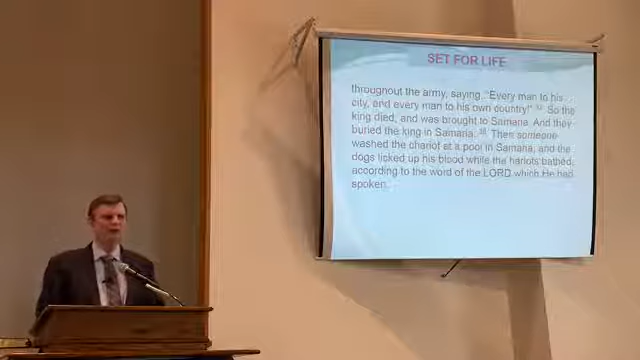 SET FOR LIFE
throughout the army, saying, "Every man to his
city, and every man to his own country!" 37 So the
king died, and was brought to Samaria. And they
buried the king in Samaria. 38 Then someone
washed the chariot at a pool in Samaria, and the
dogs licked up his blood while the harlots bathed,
according to the word of the LORD which He had
spoken.